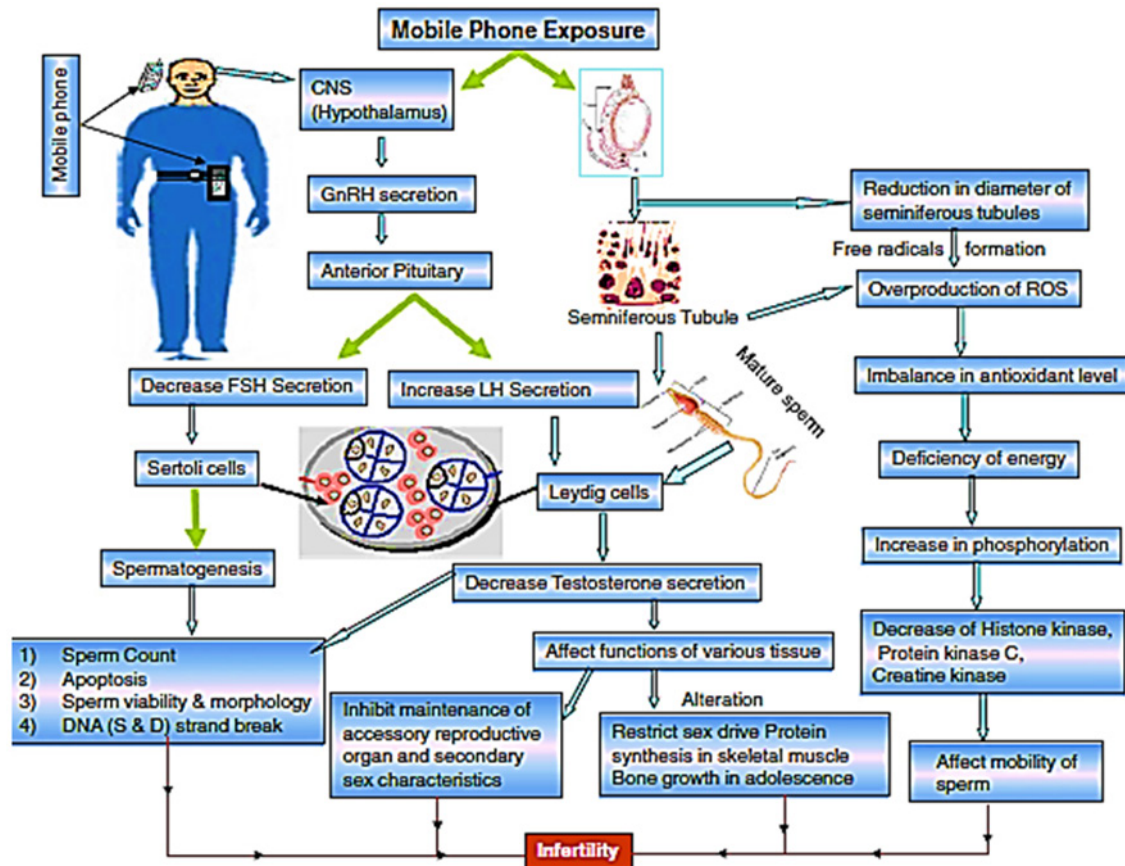 Mobile Phone Exposure
Mobile phone
CNS
(Hypothalamus)
GnRH secretion
Anterior Pituitary
Decrease FSH Secretion
Increase LH Secretion
Sertoli cells
Leydig cells
Spermatogenesis
Decrease Testosterone secretion
1) Sperm Count
2) Apoptosis
3) Sperm viability & morphology
4) DNA (S & D) strand break
Affect functions of various tissue
Alteration
Inhibit maintenance of
accessory reproductive
organ and secondary
sex characteristics
Restrict sex drive Protein
synthesis in skeletal muscle
Bone growth in adolescence
Semniferous Tubule
Mature sperm
Reduction in diameter of
seminiferous tubules
Free radicals formation
Overproduction of ROS
Imbalance in antioxidant level
Deficiency of energy
Increase in phosphorylation
Decrease of Histone kinase,
Protein kinase C,
Creatine kinase
Affect mobility of
sperm
Infertility